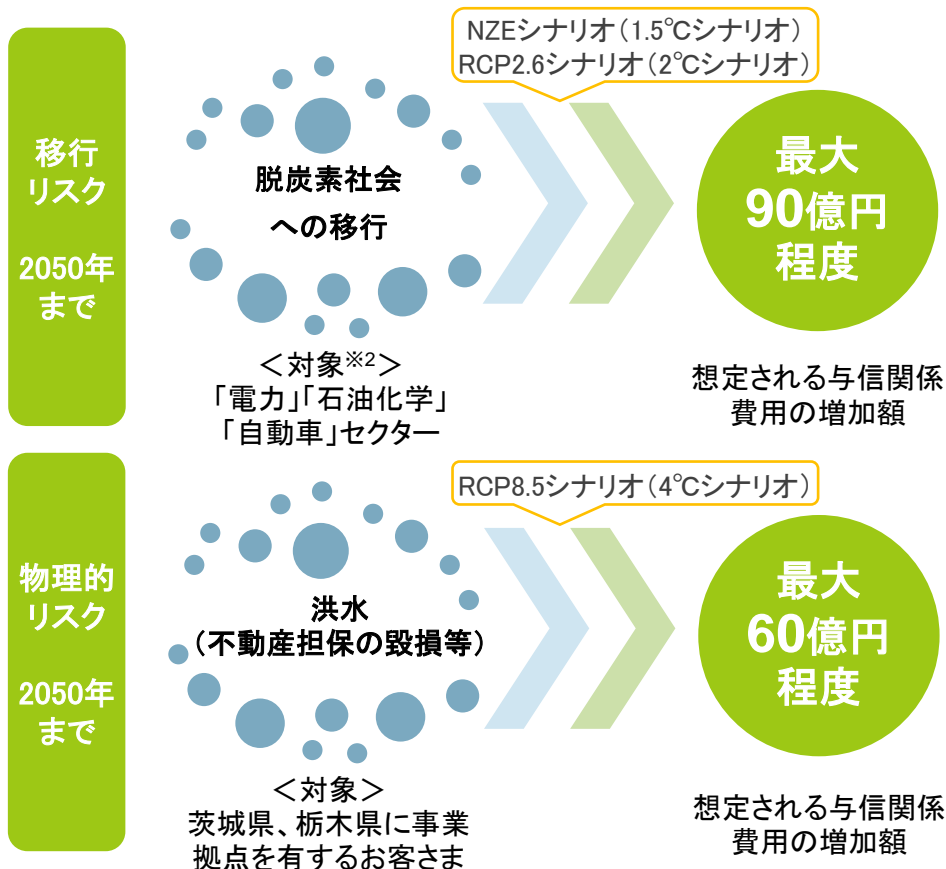 移行
リスク
2050年
まで
NZEシナリオ（1.5℃シナリオ）
RCP2.6シナリオ（2℃シナリオ）
脱炭素社会
への移行
＜対象※2＞
「電力」「石油化学」
「自動車」セクター
最大
90億円
程度
想定される与信関係
費用の増加額
物理的
リスク
2050年
まで
RCP8.5シナリオ（4℃シナリオ）
洪水
（不動産担保の毀損等）
＜対象＞
茨城県、栃木県に事業
拠点を有するお客さま
最大
60億円
程度
想定される与信関係
費用の増加額